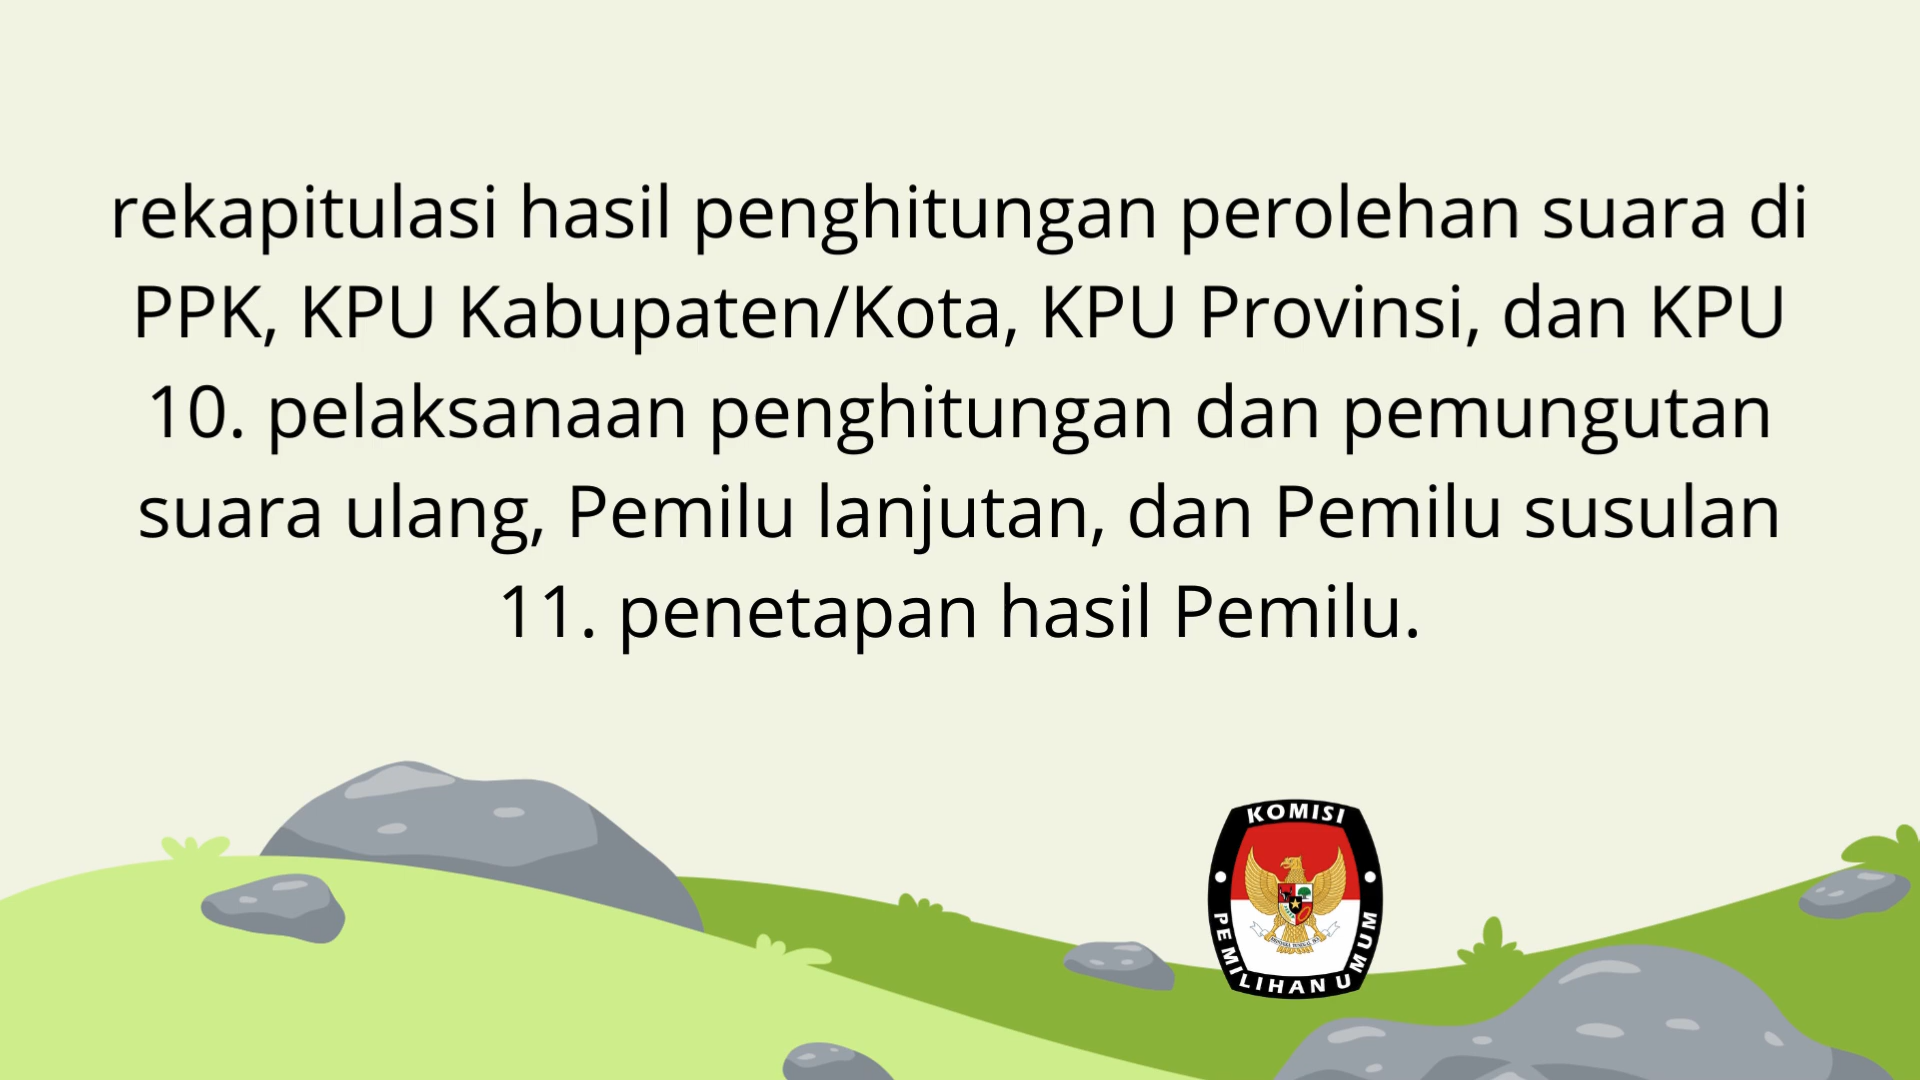 rekapitulasi hasil penghitungan perolehan suara di
PPK, KPU Kabupaten/Kota, KPU Provinsi, dan KPU
10. pelaksanaan penghitungan dan pemungutan
suara ulang, Pemilu lanjutan, dan Pemilu susulan
11. penetapan hasil Pemilu.
KOMISI
PEMILIHAN UMUM